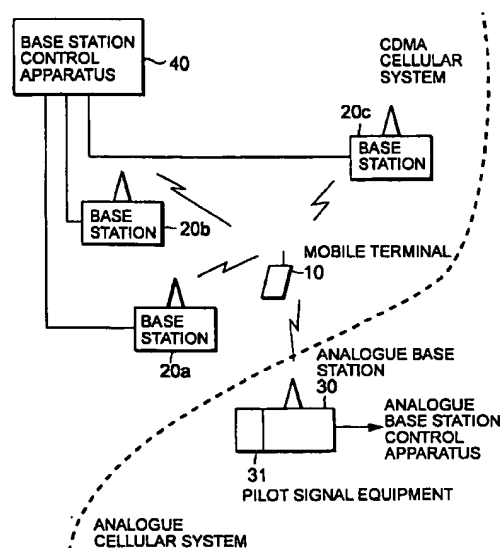 BASE STATION
CONTROL
APPARATUS
40
CDMA
CELLULAR
SYSTEM
20c
BASE
STATION
BASE
STATION
20b
MOBILE TERMINAL
10
BASE
STATION
20a
ANALOGUE BASE
STATION
30
ANALOGUE
BASE STATION
CONTROL
APPARATUS
31
PILOT SIGNAL EQUIPMENT
ANALOGUE
CELLULAR SYSTEM